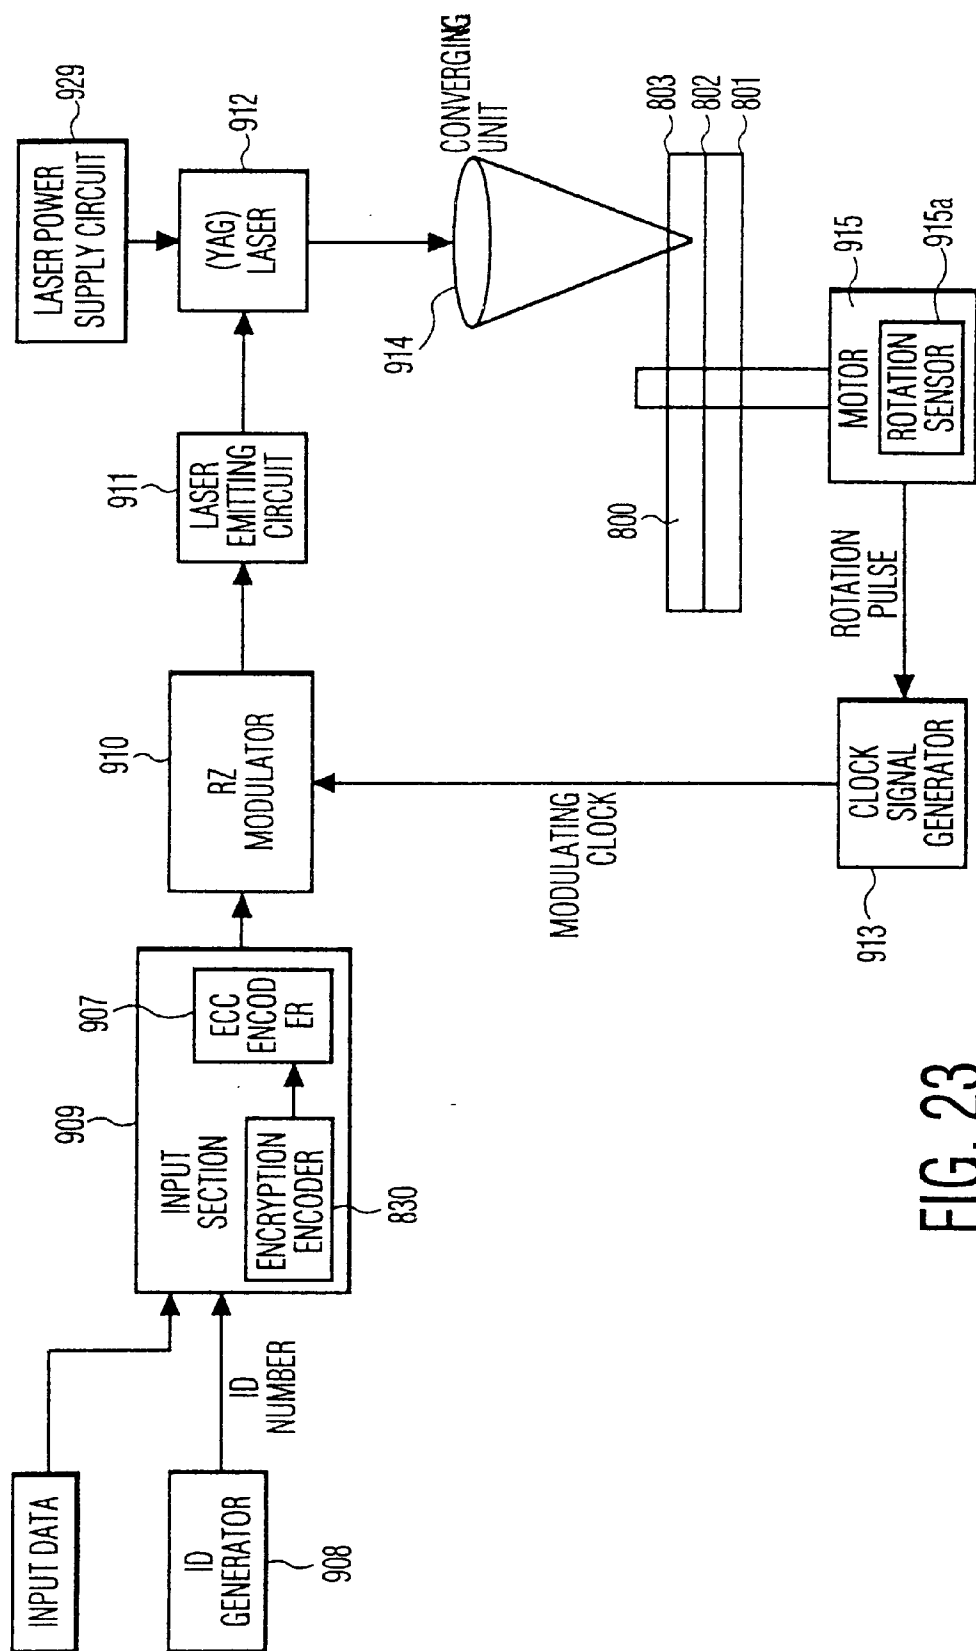 INPUT DATA
ID
GENERATOR
908
ID
NUMBER
909
INPUT
SECTION
907
ECC
ENCOD
ER
ENCRYPTION
ENCODER
830
910
RZ
MODULATOR
911
LASER
EMITTING
CIRCUIT
LASER POWER
SUPPLY CIRCUIT
929
(YAG)
LASER
912
CONVERGING
UNIT
914
803
802
801
800
MOTOR
915
ROTATION
SENSOR
915a
ROTATION
PULSE
CLOCK
SIGNAL
GENERATOR
913
MODULATING
CLOCK
FIG. 23